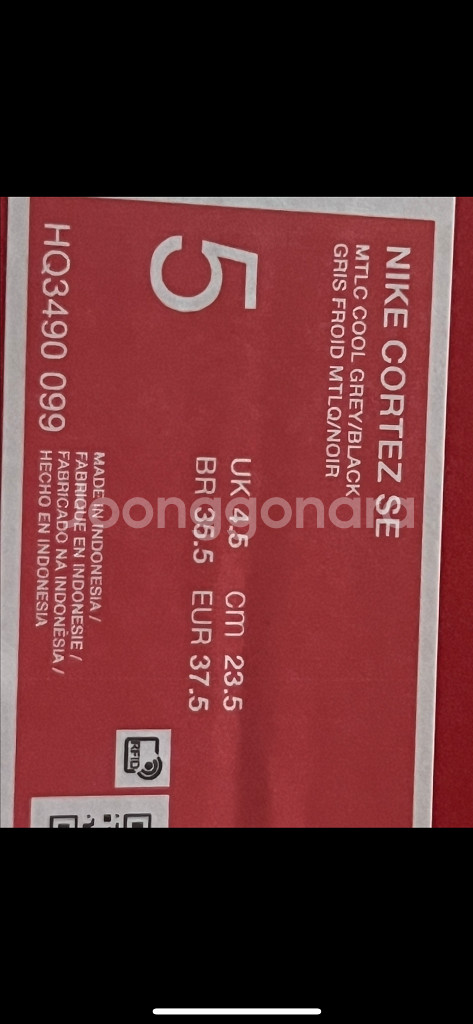 NIKE CORTEZ SE
MTLC COOL GREY/BLACK
GRIS FROID MTLQ/NOIR
5
UK 4.5 cm 23.5
BR 35.5 EUR 37.5
HQ3490 099
MADE IN INDONESIA /
FABRIQUE EN INDONESIE /
FABRICADO NA INDONÉSIA /
HECHO EN INDONESIA
RFID
joonggonara